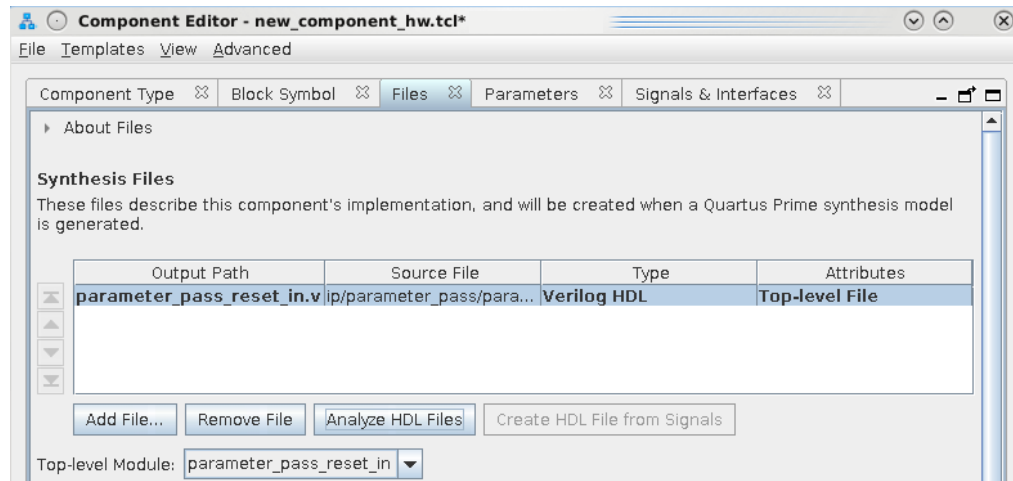 Component Editor - new_component_hw.tcl*
File Templates View Advanced
Component Type Block Symbol Files Parameters Signals & Interfaces
About Files
Synthesis Files
These files describe this component's implementation, and will be created when a Quartus Prime synthesis model
is generated.
Output Path Source File Type Attributes
parameter_pass_reset_in.v ip/parameter_pass/para... Verilog HDL Top-level File
Add File... Remove File Analyze HDL Files Create HDL File from Signals
Top-level Module: parameter_pass_reset_in